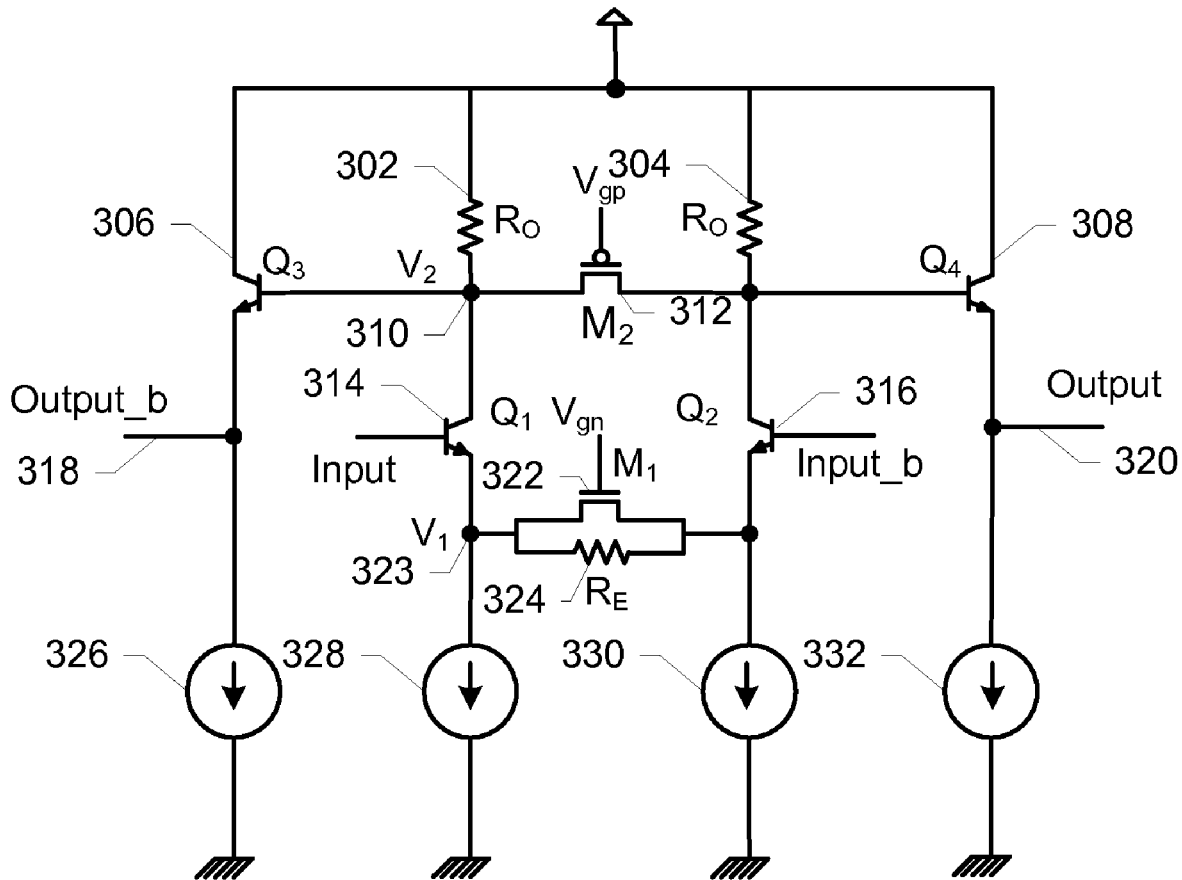 302
304
V_gp
306
R_O
R_O
308
Q_3
V_2
Q_4
310
M_2
312
314
316
Output_b
Output
Q_1
V_gn
Q_2
318
Input
322
M_1
Input_b
320
V_1
323
324
R_E
326
328
330
332